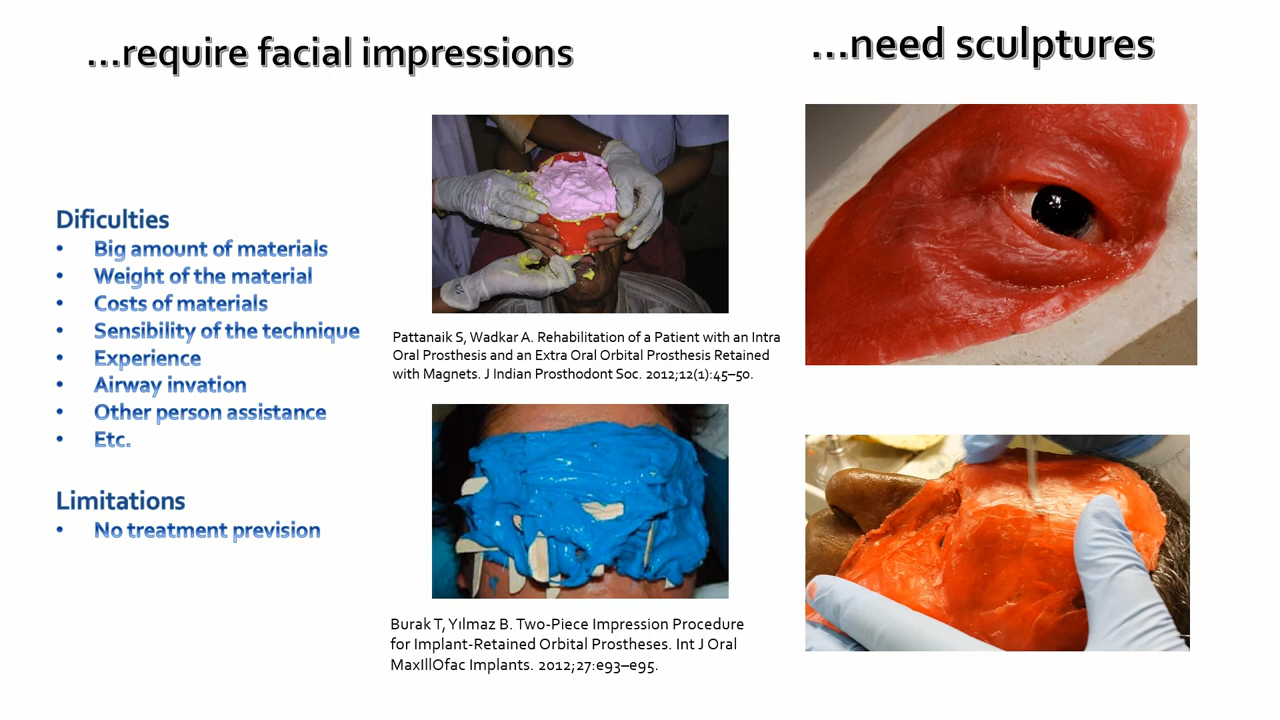 ...require facial impressions
...need sculptures
Dificulties
• Big amount of materials
• Weight of the material
• Costs of materials
• Sensibility of the technique
• Experience
• Airway invation
• Other person assistance
• Etc.
Limitations
• No treatment prevision
Pattanaik S, Wadkar A. Rehabilitation of a Patient with an Intra
Oral Prosthesis and an Extra Oral Orbital Prosthesis Retained
with Magnets. J Indian Prosthodont Soc. 2012;12(1):45–50.
Burak T, Yılmaz B. Two-Piece Impression Procedure
for Implant-Retained Orbital Prostheses. Int J Oral
MaxIllOfac Implants. 2012;27:e93–e95.